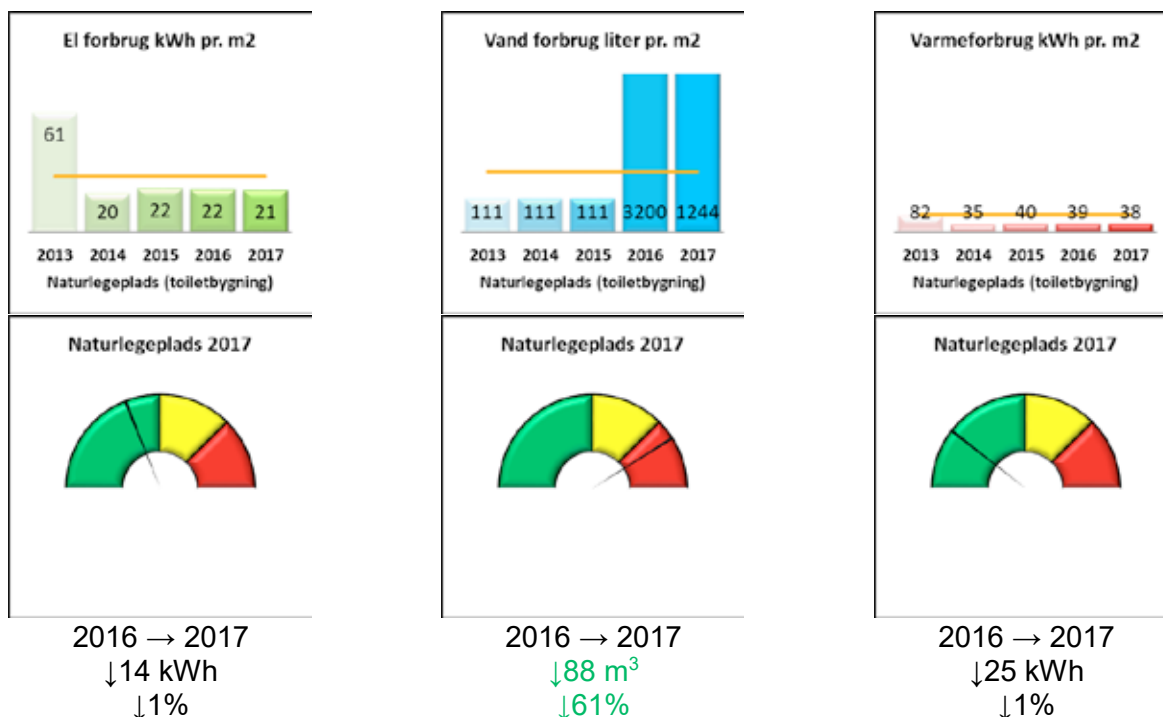 El forbrug kWh pr. m2
61
20
22
22
21
2013 2014 2015 2016 2017
Naturlegeplads (toiletbygning)
Vand forbrug liter pr. m2
111
111
111
3200
1244
2013 2014 2015 2016 2017
Naturlegeplads (toiletbygning)
Varmeforbrug kWh pr. m2
82
35
40
39
38
2013 2014 2015 2016 2017
Naturlegeplads (toiletbygning)
Naturlegeplads 2017
Naturlegeplads 2017
Naturlegeplads 2017
2016 → 2017
↓14 kWh
↓1%
2016 → 2017
↓88 m³
↓61%
2016 → 2017
↓25 kWh
↓1%